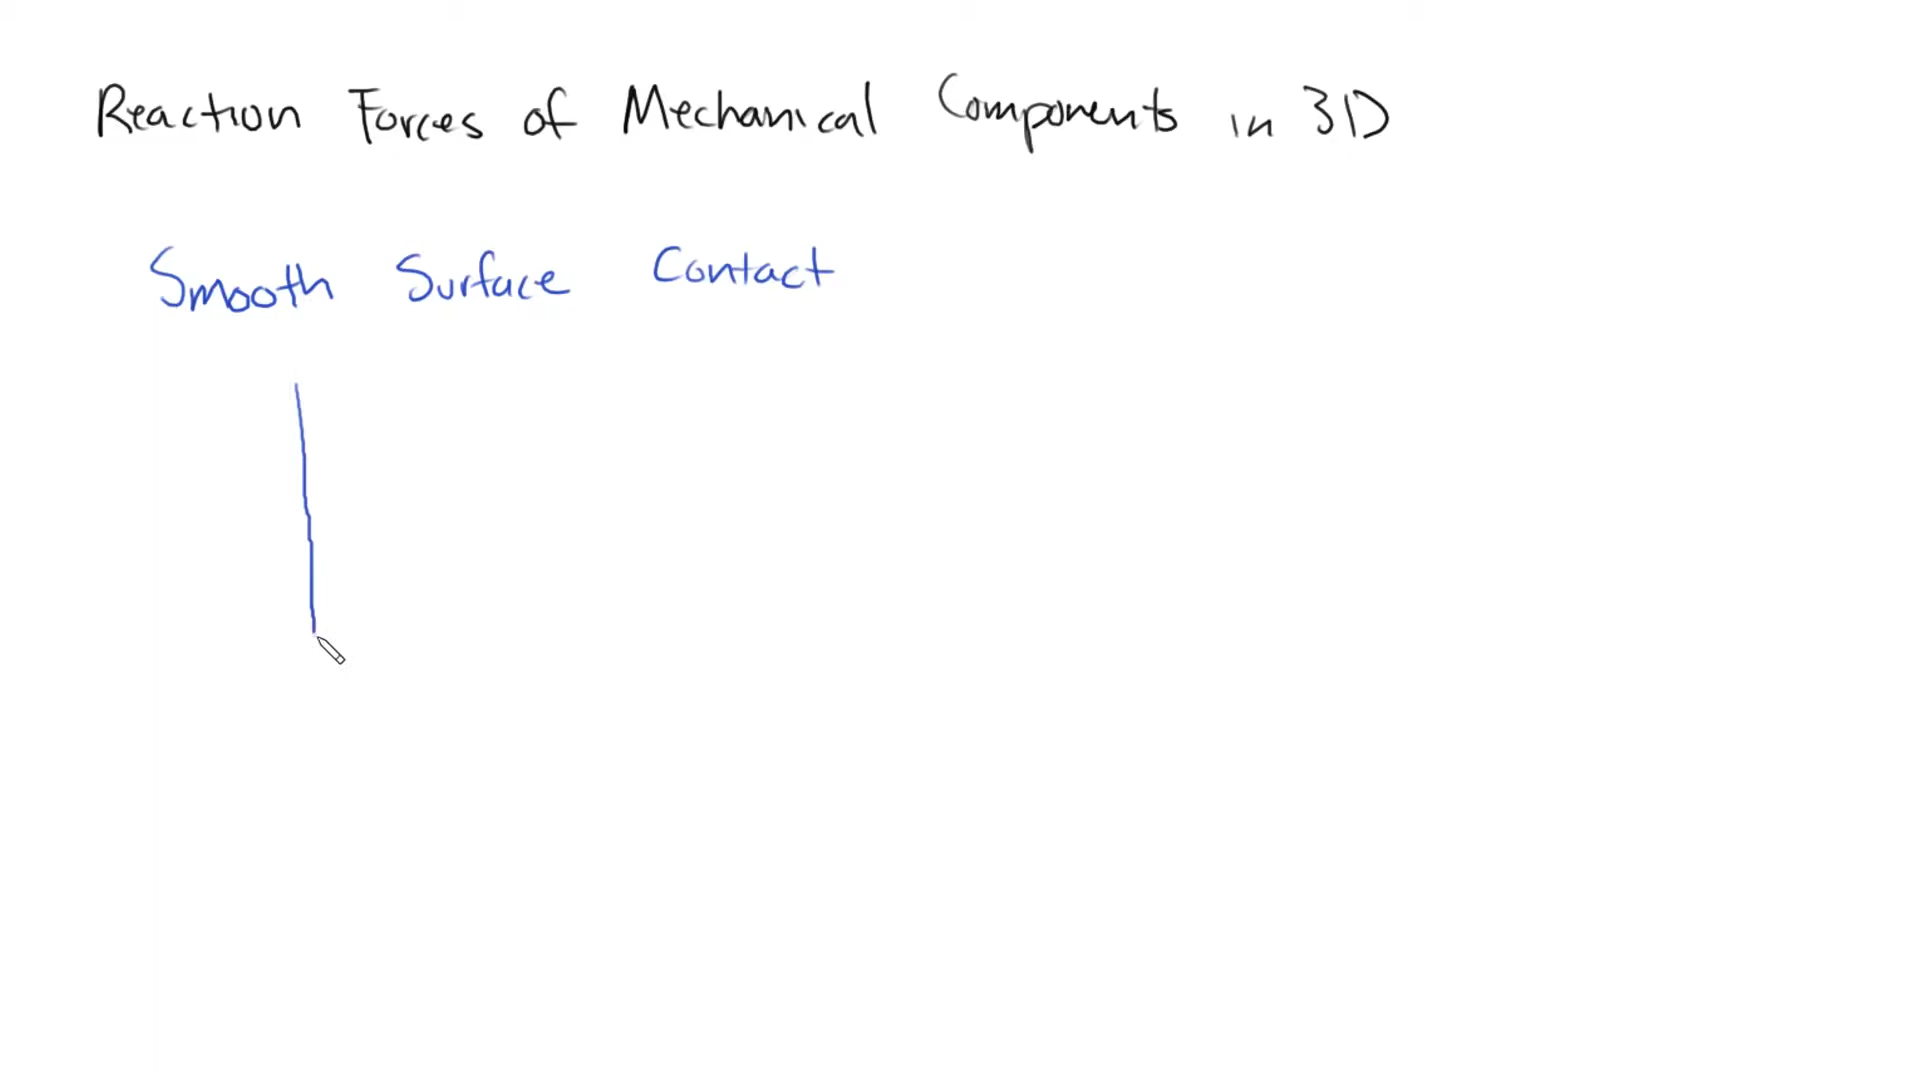 Reaction Forces of Mechanical Components in 3D
Smooth Surface Contact